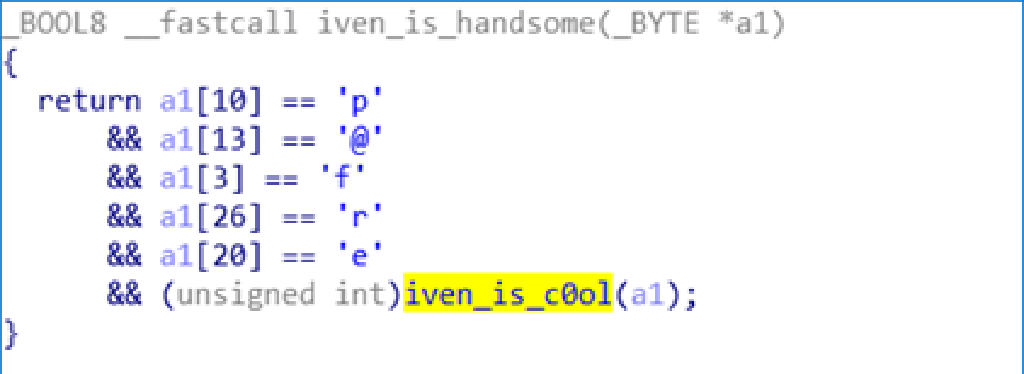 _BOOL8 __fastcall iven_is_handsome(_BYTE *a1)
{
return a1[10] == 'p'
&& a1[13] == '@'
&& a1[3] == 'f'
&& a1[26] == 'r'
&& a1[20] == 'e'
&& (unsigned int)iven_is_c0ol(a1);
}